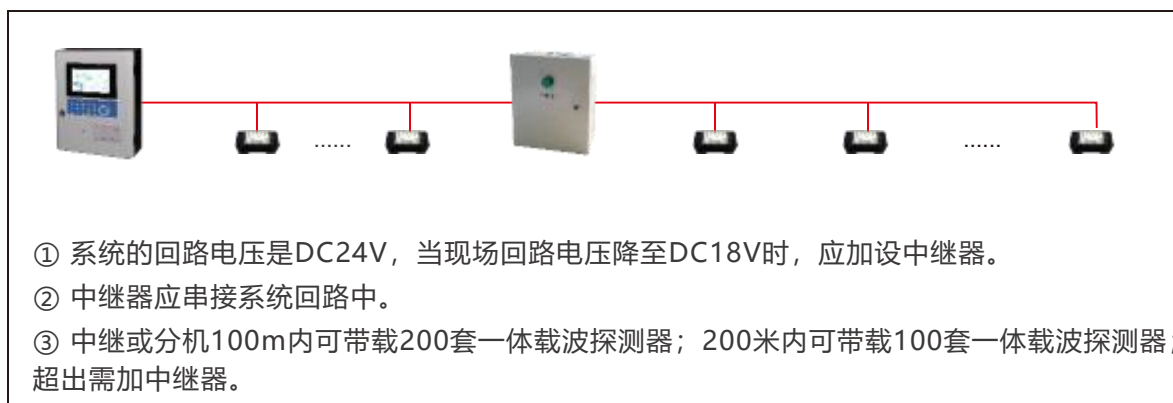 ...... ......
① 系统的回路电压是DC24V，当现场回路电压降至DC18V时，应加设中继器。
② 中继器应串接系统回路中。
③ 中继或分机100m内可带载200套一体载波探测器；200米内可带载100套一体载波探测器；
超出需加中继器。